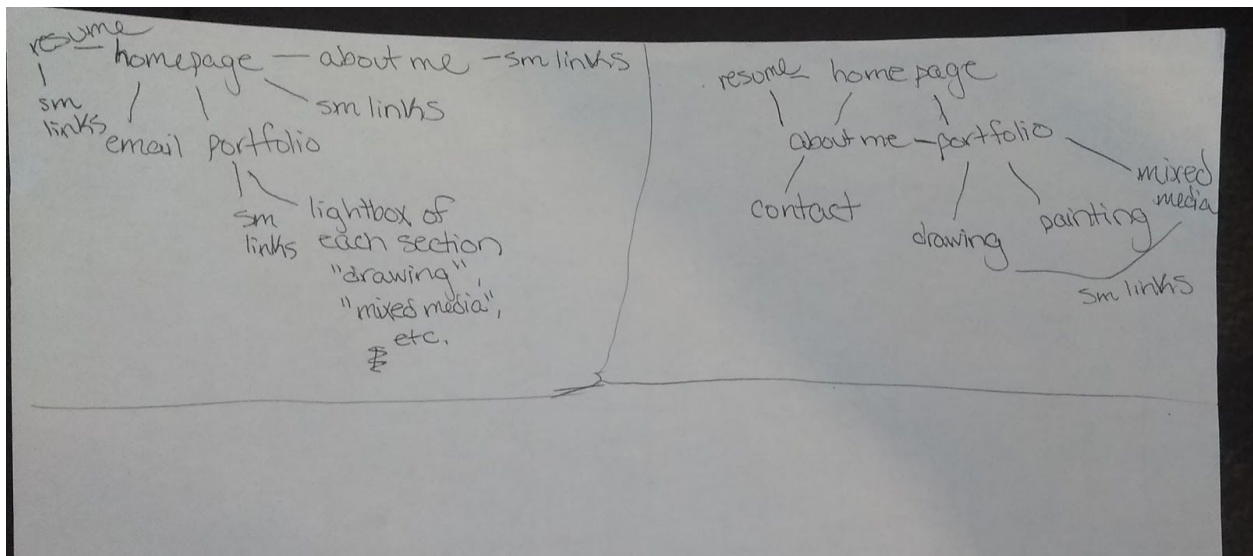 resume
homepage — about me - sm links
sm
links
sm links
email portfolio
sm
links
lightbox of
each section
"drawing",
"mixed media",
etc.
resume homepage
about me - portfolio
mixed
media
contact
drawing
painting
sm links